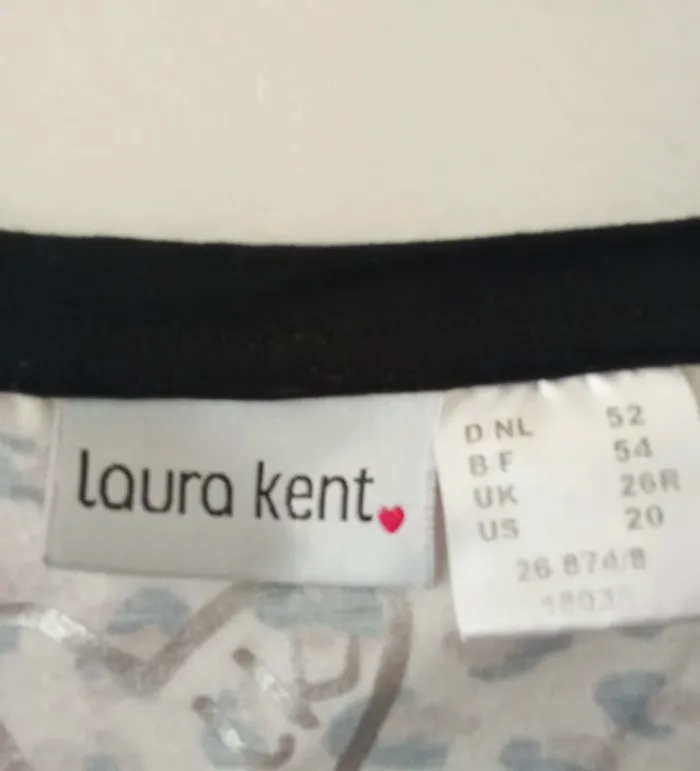 laura kent
D/NL 52
B/F 54
UK 26R
US 20
26 874/8